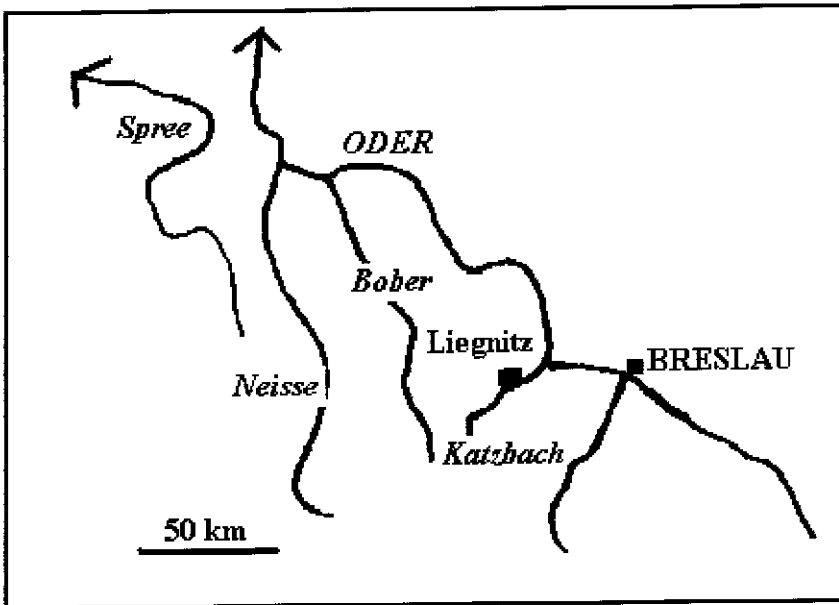 Spree
ODER
Bober
Liegnitz
BRESLAU
Neisse
Katzbach
50 km